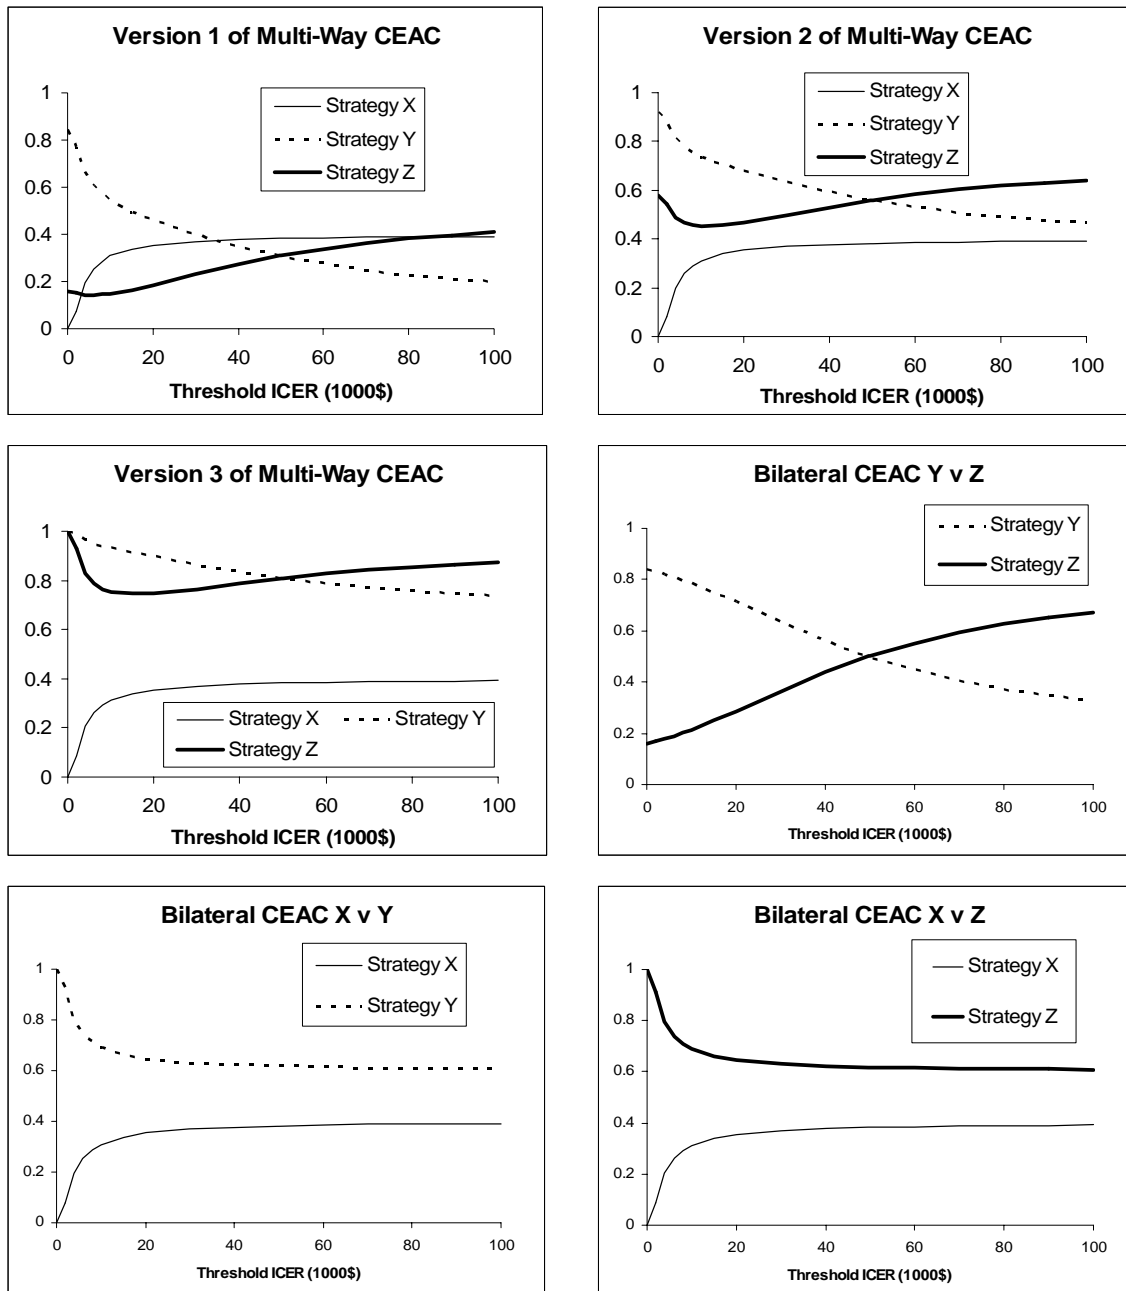 Version 1 of Multi-Way CEAC
1
0.8
0.6
0.4
0.2
0
Strategy X
Strategy Y
Strategy Z
0 20 40 60 80 100
Threshold ICER (1000$)
Version 2 of Multi-Way CEAC
1
0.8
0.6
0.4
0.2
0
Strategy X
Strategy Y
Strategy Z
0 20 40 60 80 100
Threshold ICER (1000$)
Version 3 of Multi-Way CEAC
1
0.8
0.6
0.4
0.2
0
Strategy X Strategy Y
Strategy Z
0 20 40 60 80 100
Threshold ICER (1000$)
Bilateral CEAC Y v Z
1
0.8
0.6
0.4
0.2
0
Strategy Y
Strategy Z
0 20 40 60 80 100
Threshold ICER (1000$)
Bilateral CEAC X v Y
1
0.8
0.6
0.4
0.2
0
Strategy X
Strategy Y
0 20 40 60 80 100
Threshold ICER (1000$)
Bilateral CEAC X v Z
1
0.8
0.6
0.4
0.2
0
Strategy X
Strategy Z
0 20 40 60 80 100
Threshold ICER (1000$)